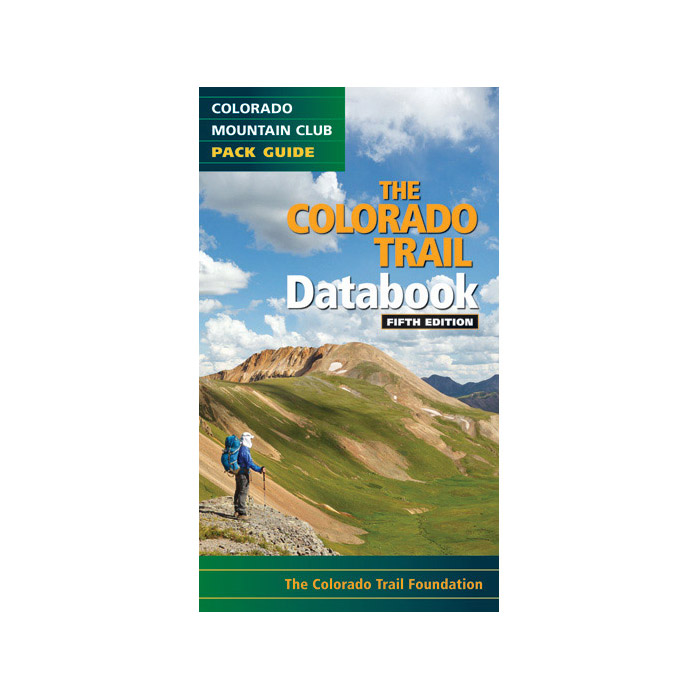 COLORADO
MOUNTAIN CLUB
PACK GUIDE
THE
COLORADO
TRAIL
Databook
FIFTH EDITION
The Colorado Trail Foundation